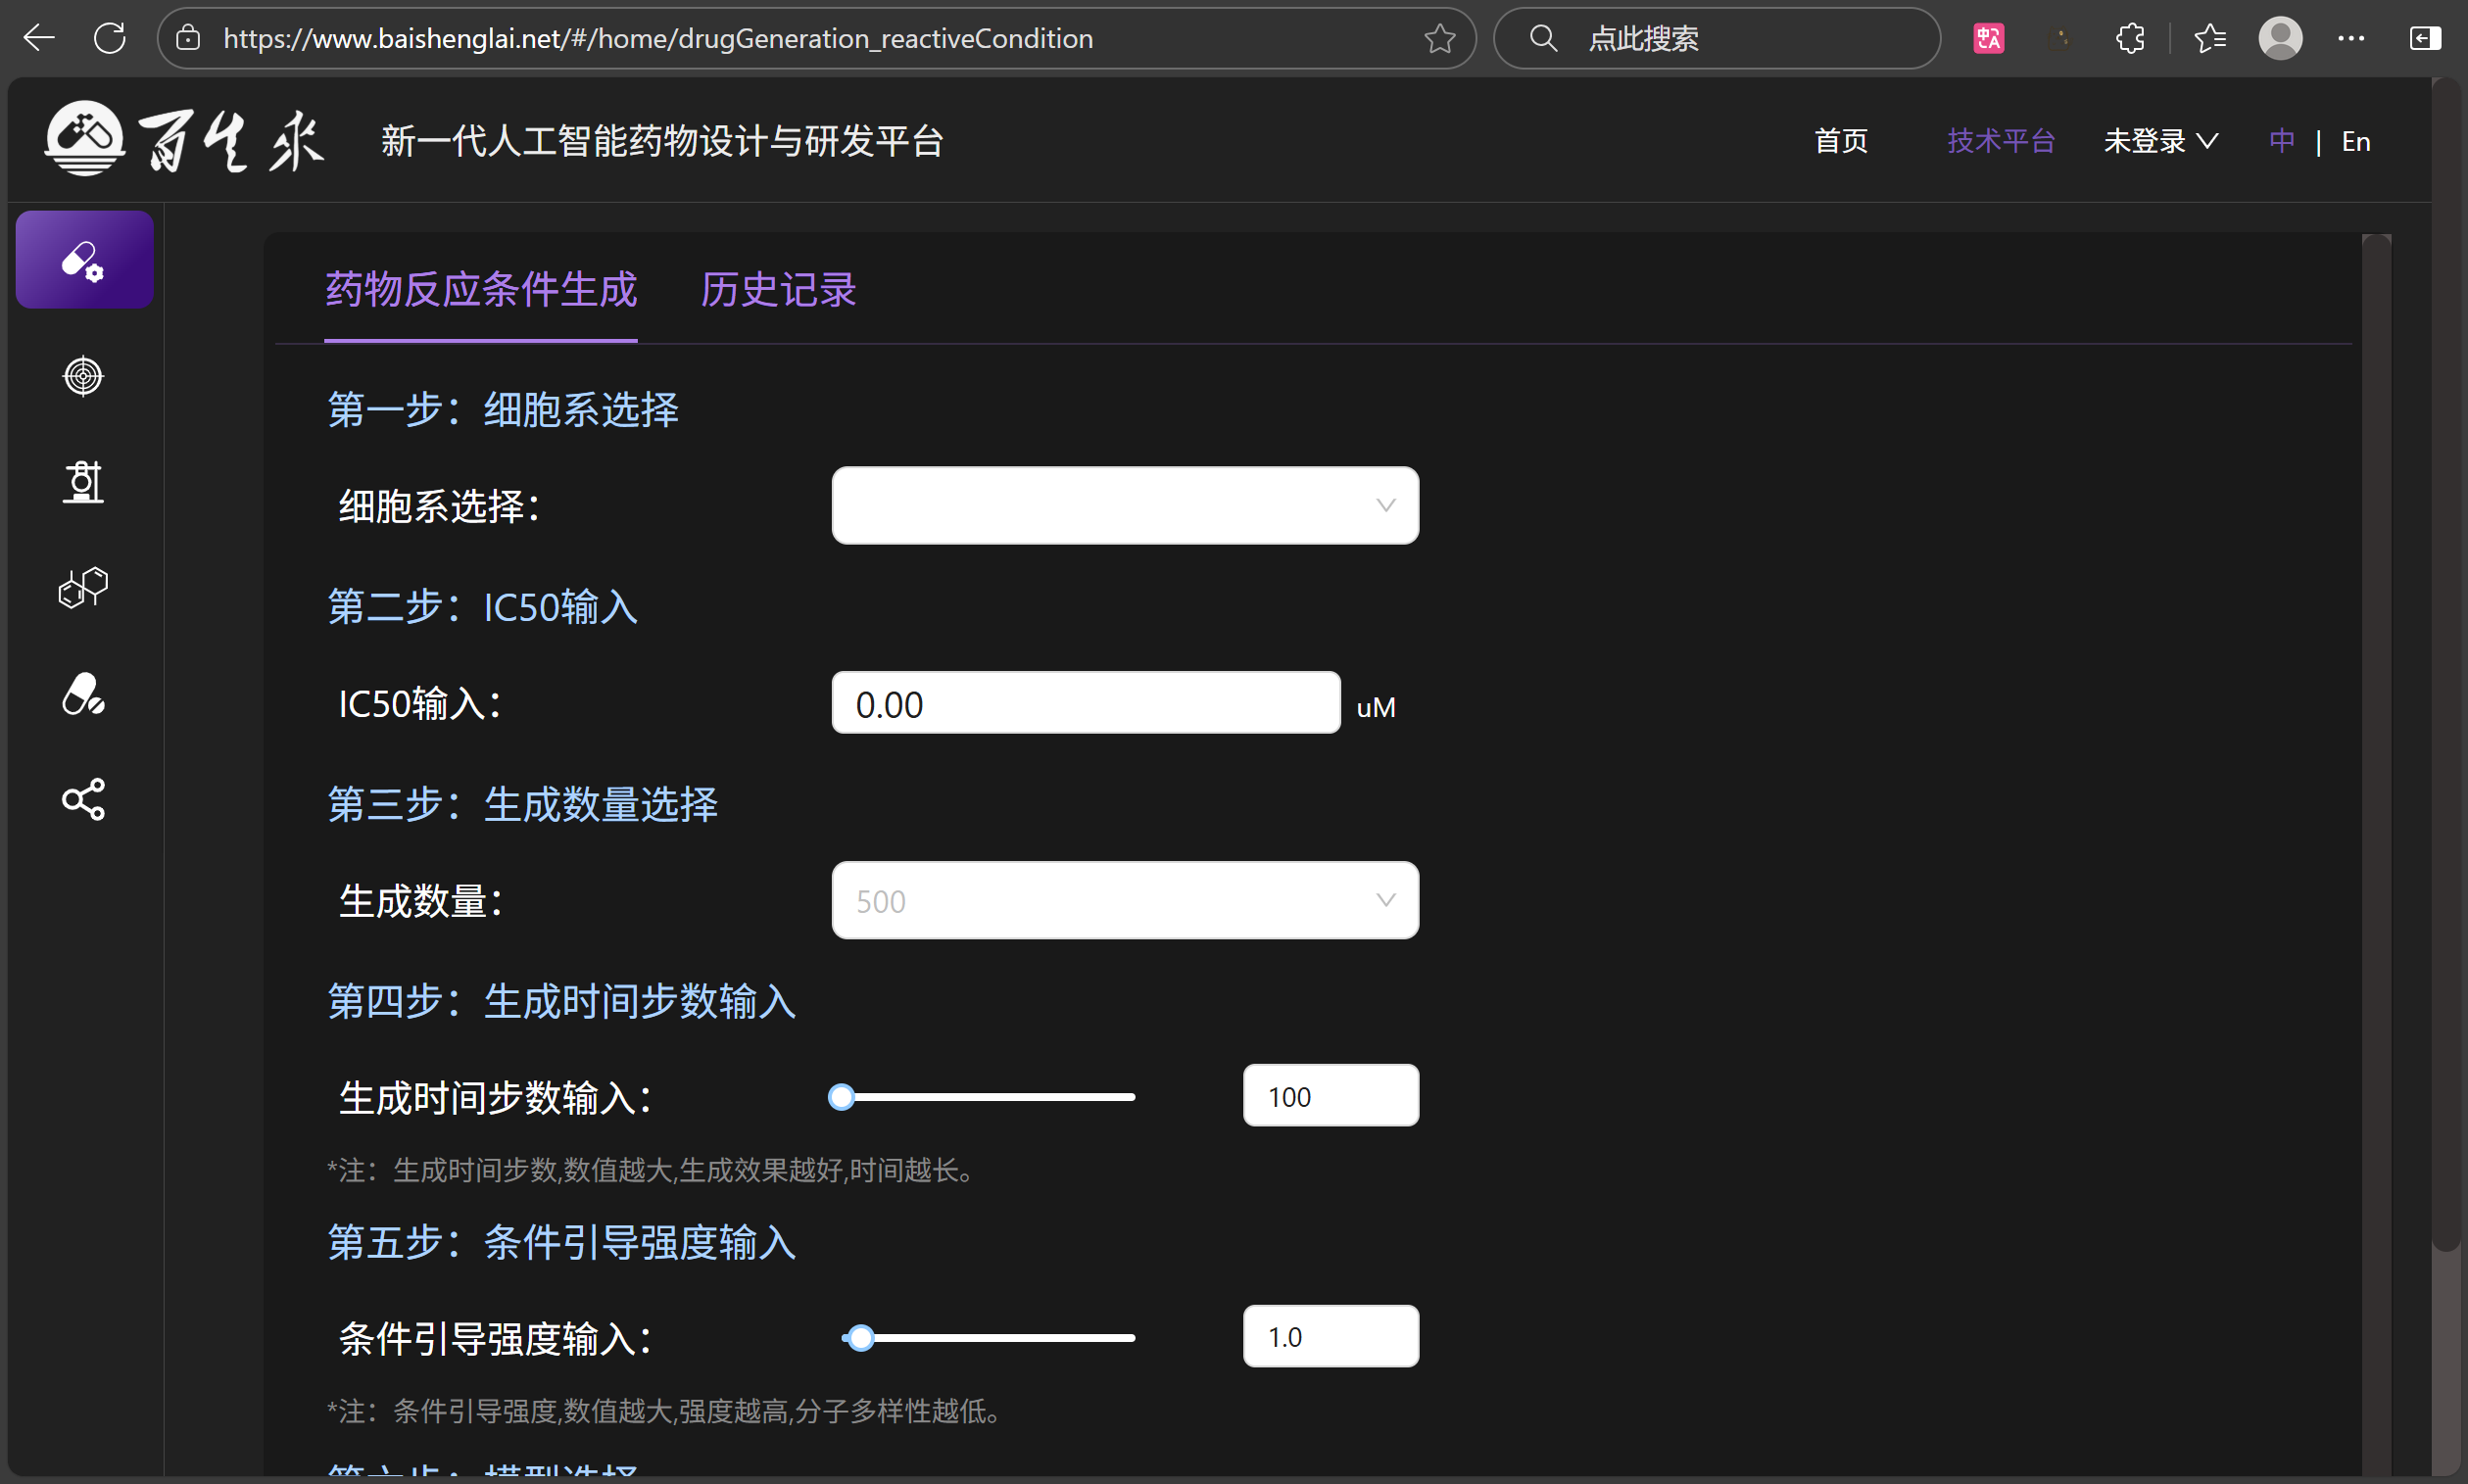 https://www.baishenglai.net/#/home/drugGeneration_reactiveCondition
点此搜索
百生来
新一代人工智能药物设计与研发平台
首页
技术平台
未登录
中 | En
药物反应条件生成
历史记录
第一步：细胞系选择
细胞系选择：
第二步：IC50输入
IC50输入：
0.00
uM
第三步：生成数量选择
生成数量：
500
第四步：生成时间步数输入
生成时间步数输入：
100
*注：生成时间步数,数值越大,生成效果越好,时间越长。
第五步：条件引导强度输入
条件引导强度输入：
1.0
*注：条件引导强度,数值越大,强度越高,分子多样性越低。
第六步：模型选择